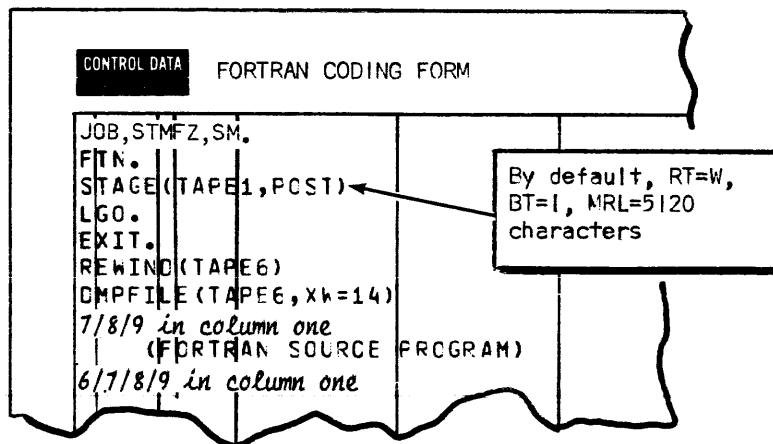 CONTROL DATA
FORTRAN CODING FORM
JOB,STMFZ,SM.
FTN.
STAGE(TAPE1,POST)
By default, RT=W,
BT=I, MRL=5120
characters
LGO.
EXIT.
REWIND(TAPE6)
DMPFILE(TAPE6,XW=14)
7/8/9 in column one
(FORTRAN SOURCE PROGRAM)
6/7/8/9 in column one